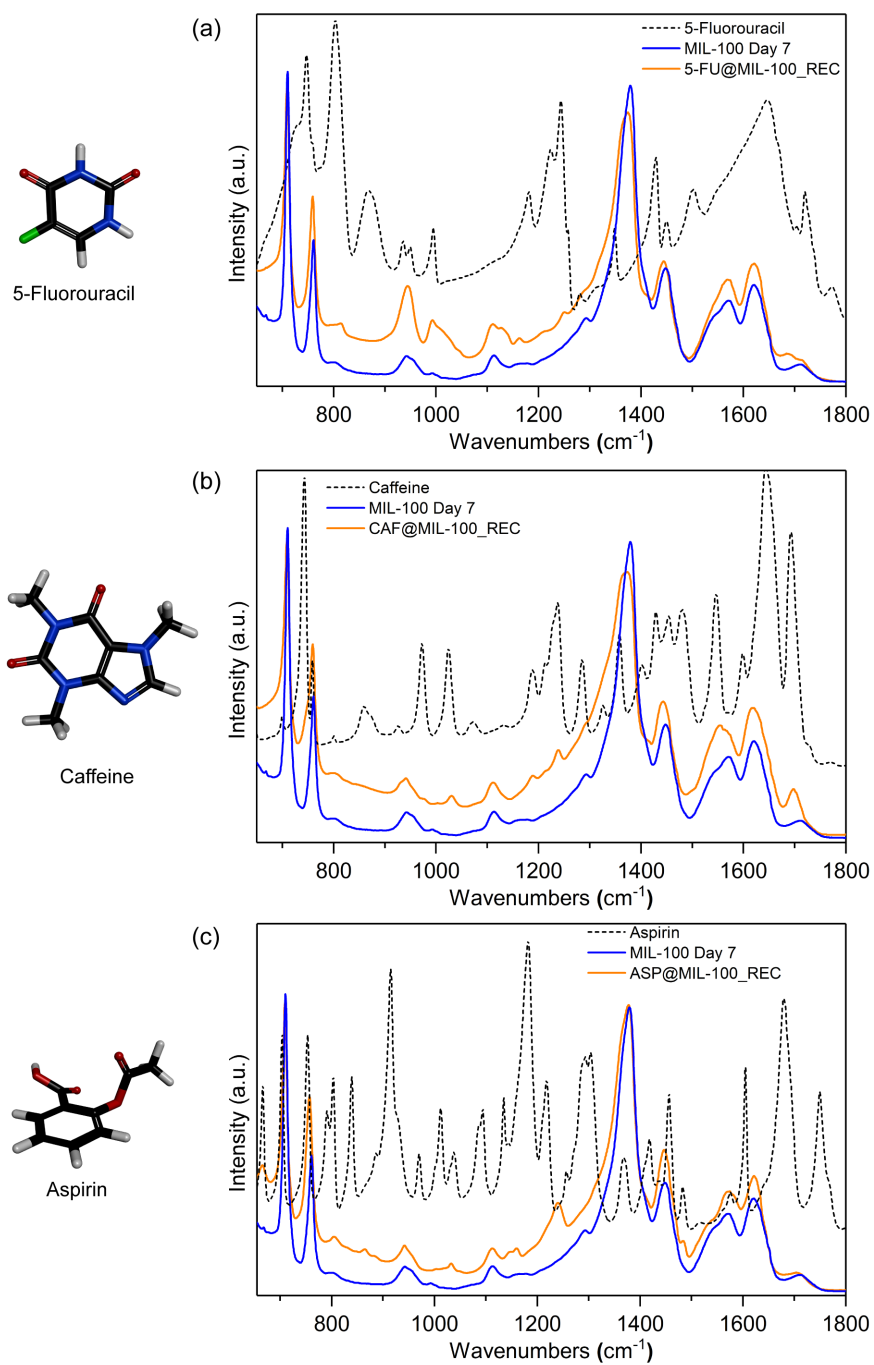 (a)
5-Fluorouracil
MIL-100 Day 7
5-FU@MIL-100_REC
Intensity (a.u.)
5-Fluorouracil
800 1000 1200 1400 1600 1800
Wavenumbers (cm⁻¹)
(b)
Caffeine
MIL-100 Day 7
CAF@MIL-100_REC
Intensity (a.u.)
Caffeine
800 1000 1200 1400 1600 1800
Wavenumbers (cm⁻¹)
(c)
Aspirin
MIL-100 Day 7
ASP@MIL-100_REC
Intensity (a.u.)
Aspirin
800 1000 1200 1400 1600 1800
Wavenumbers (cm⁻¹)